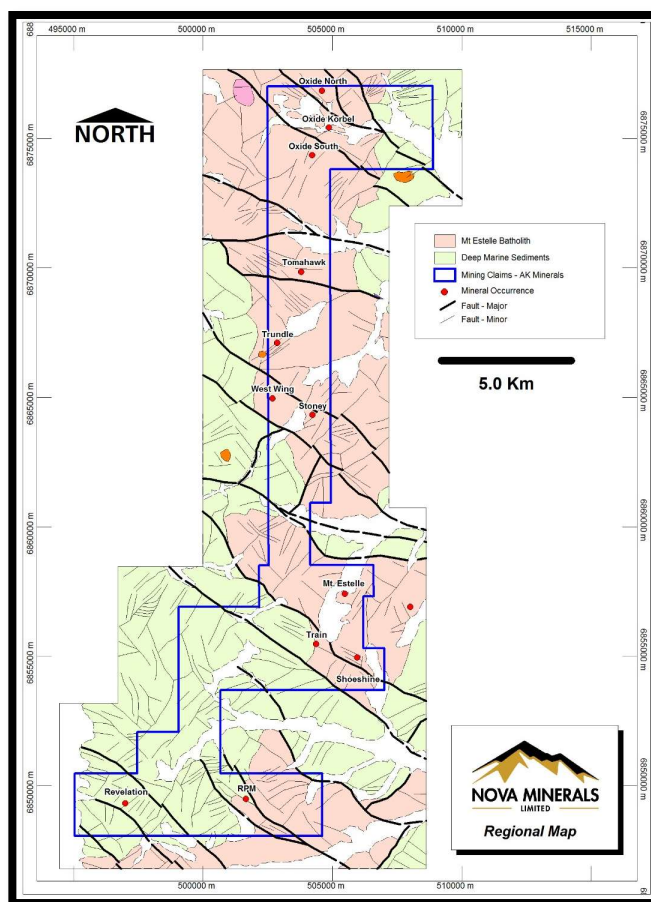 495000 m
500000 m
505000 m
510000 m
515000 m
688
6875000 m
6870000 m
6865000 m
6860000 m
6855000 m
6850000 m
NORTH
Oxide North
Oxide Korbel
Oxide South
Tomahawk
Trundle
West Wing
Stoney
Mt. Estelle
Train
Shoeshine
Revelation
RPM
Mt Estelle Batholith
Deep Marine Sediments
Mining Claims - AK Minerals
Mineral Occurrence
Fault - Major
Fault - Minor
5.0 Km
6875000 m
6870000 m
6865000 m
6860000 m
6855000 m
6850000 m
NOVA MINERALS
LIMITED
Regional Map
500000 m
505000 m
510000 m
515000 m